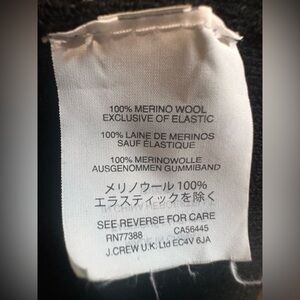 100% MERINO WOOL
EXCLUSIVE OF ELASTIC
100% LAINE DE MERINOS
SAUF ÉLASTIQUE
100% MERINOWOLLE
AUSGENOMMEN GUMMIBAND
メリノウール 100%
エラスティックを除く
SEE REVERSE FOR CARE
RN77388 CA56445
J.CREW U.K. Ltd EC4V 6JA